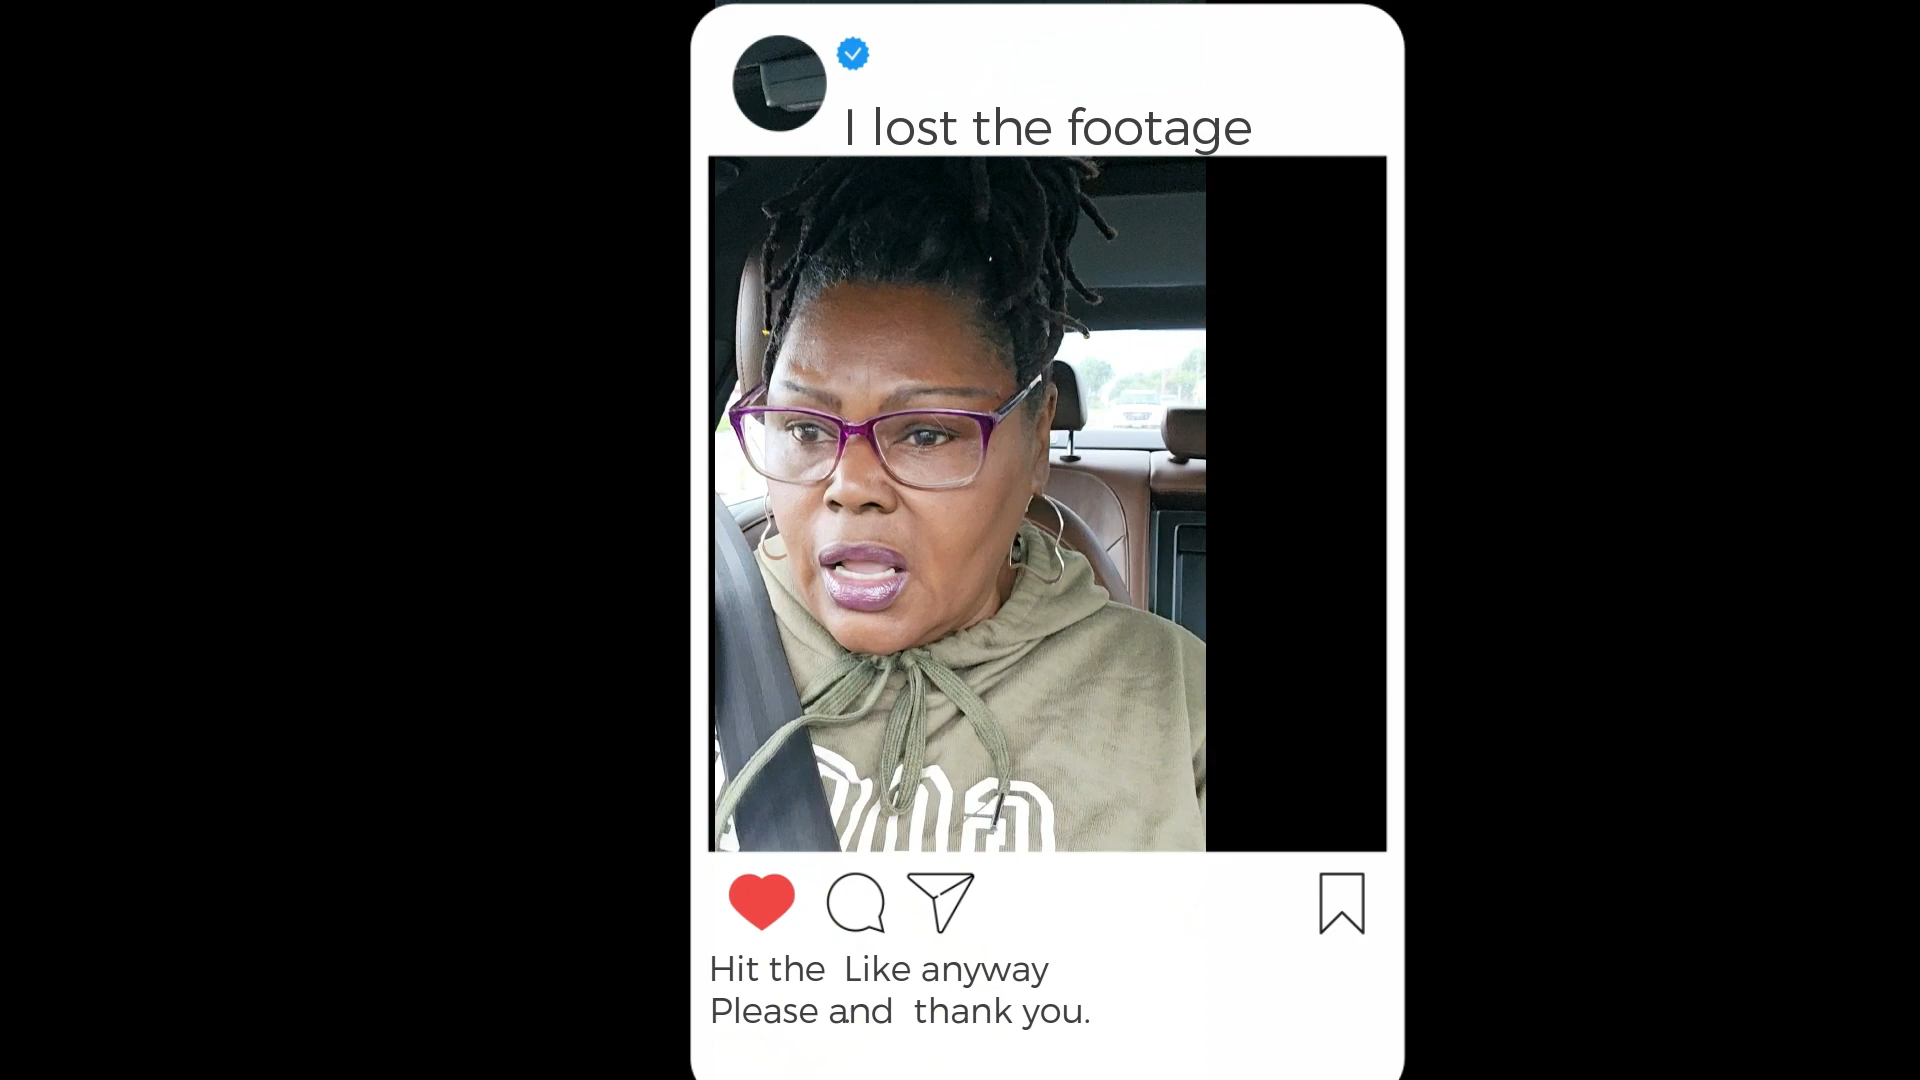 I lost the footage
Hit the Like anyway
Please and thank you.